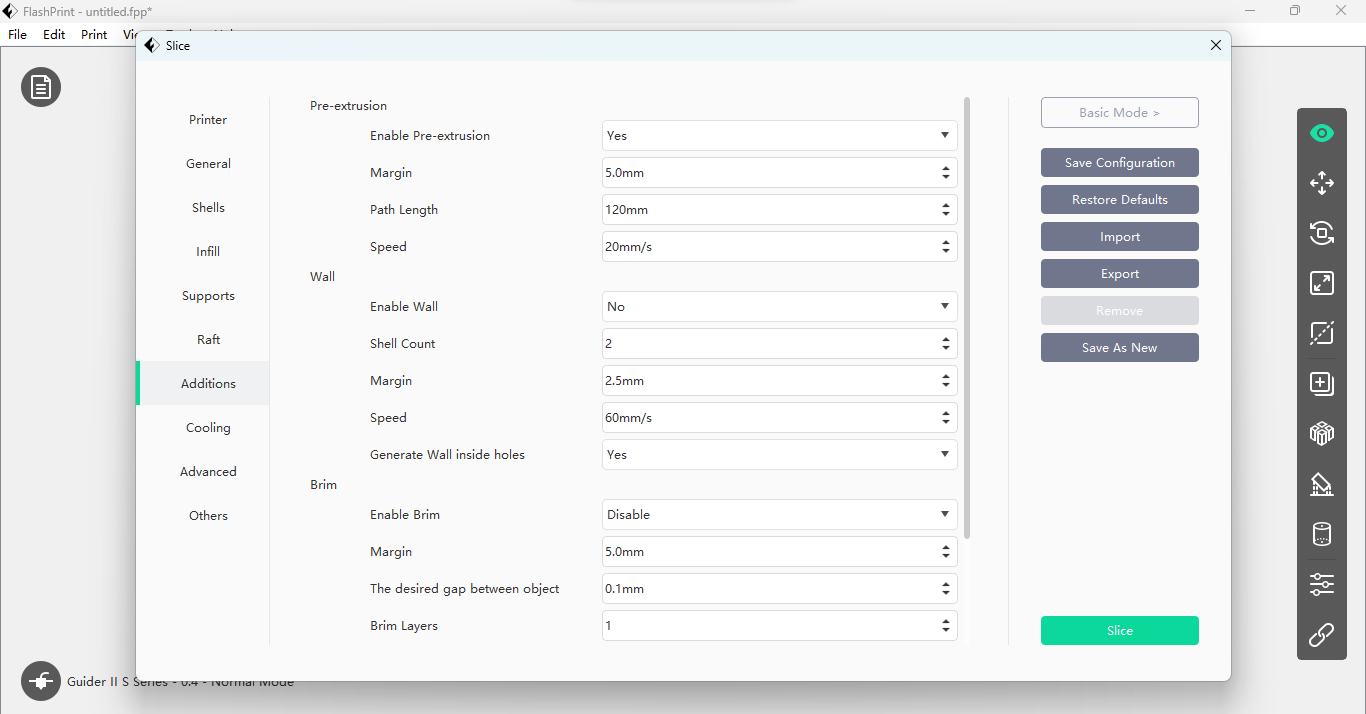 FlashPrint - untitled.fpp*
File Edit Print
Slice
Printer
General
Shells
Infill
Supports
Raft
Additions
Cooling
Advanced
Others
Pre-extrusion
Enable Pre-extrusion Yes
Margin 5.0mm
Path Length 120mm
Speed 20mm/s
Wall
Enable Wall No
Shell Count 2
Margin 2.5mm
Speed 60mm/s
Generate Wall inside holes Yes
Brim
Enable Brim Disable
Margin 5.0mm
The desired gap between object 0.1mm
Brim Layers 1
Basic Mode >
Save Configuration
Restore Defaults
Import
Export
Remove
Save As New
Slice
Guider II S Series - 0.4 - Normal Mode